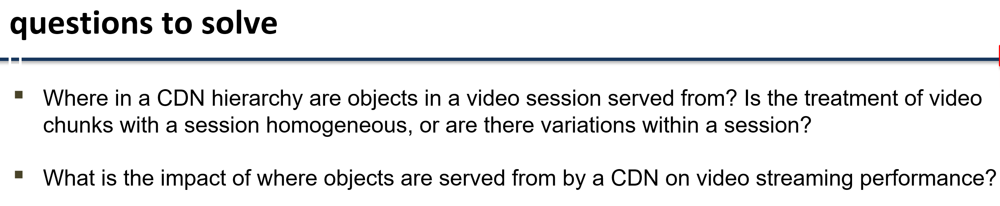 questions to solve
Where in a CDN hierarchy are objects in a video session served from? Is the treatment of video
chunks with a session homogeneous, or are there variations within a session?
What is the impact of where objects are served from by a CDN on video streaming performance?